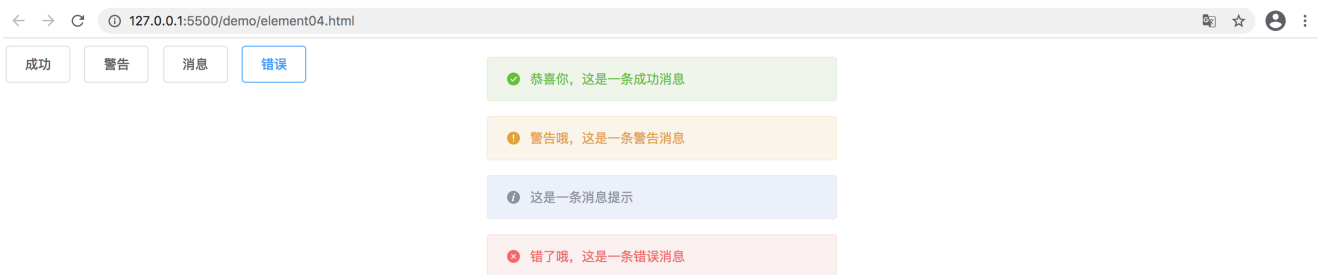 127.0.0.1:5500/demo/element04.html
成功 警告 消息 错误
恭喜你，这是一条成功消息
警告哦，这是一条警告消息
这是一条消息提示
错了哦，这是一条错误消息